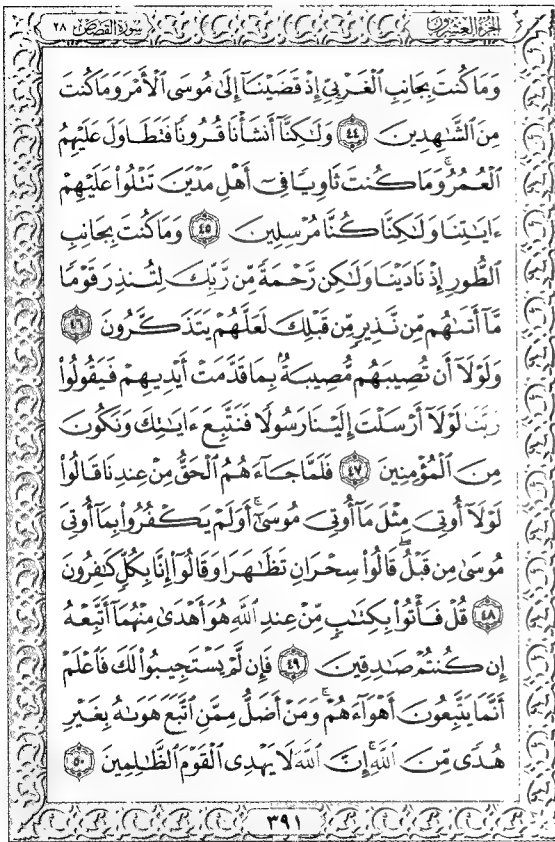 الجزء العشرون سورة القصص ٢٨
وَمَا كُنتَ بِجَانِبِ ٱلْغَرْبِىِّ إِذْ قَضَيْنَآ إِلَىٰ مُوسَى ٱلْأَمْرَ وَمَا كُنتَ
مِنَ ٱلشَّـٰهِدِينَ ٤٤ وَلَـٰكِنَّآ أَنشَأْنَا قُرُونًا فَتَطَاوَلَ عَلَيْهِمُ
ٱلْعُمُرُ ۚ وَمَا كُنتَ ثَاوِيًا فِىٓ أَهْلِ مَدْيَنَ تَتْلُوا۟ عَلَيْهِمْ
ءَايَـٰتِنَا وَلَـٰكِنَّا كُنَّا مُرْسِلِينَ ٤٥ وَمَا كُنتَ بِجَانِبِ
ٱلطُّورِ إِذْ نَادَيْنَا وَلَـٰكِن رَّحْمَةً مِّن رَّبِّكَ لِتُنذِرَ قَوْمًا
مَّآ أَتَىٰهُم مِّن نَّذِيرٍ مِّن قَبْلِكَ لَعَلَّهُمْ يَتَذَكَّرُونَ ٤٦
وَلَوْلَآ أَن تُصِيبَهُم مُّصِيبَةٌۢ بِمَا قَدَّمَتْ أَيْدِيهِمْ فَيَقُولُوا۟
رَبَّنَا لَوْلَآ أَرْسَلْتَ إِلَيْنَا رَسُولًا فَنَتَّبِعَ ءَايَـٰتِكَ وَنَكُونَ
مِنَ ٱلْمُؤْمِنِينَ ٤٧ فَلَمَّا جَآءَهُمُ ٱلْحَقُّ مِنْ عِندِنَا قَالُوا۟
لَوْلَآ أُوتِىَ مِثْلَ مَآ أُوتِىَ مُوسَىٰٓ ۚ أَوَلَمْ يَكْفُرُوا۟ بِمَآ أُوتِىَ
مُوسَىٰ مِن قَبْلُ ۖ قَالُوا۟ سِحْرَانِ تَظَـٰهَرَا وَقَالُوٓا۟ إِنَّا بِكُلٍّ كَـٰفِرُونَ
٤٨ قُلْ فَأْتُوا۟ بِكِتَـٰبٍ مِّنْ عِندِ ٱللَّهِ هُوَ أَهْدَىٰ مِنْهُمَآ أَتَّبِعْهُ
إِن كُنتُمْ صَـٰدِقِينَ ٤٩ فَإِن لَّمْ يَسْتَجِيبُوا۟ لَكَ فَٱعْلَمْ
أَنَّمَا يَتَّبِعُونَ أَهْوَآءَهُمْ ۚ وَمَنْ أَضَلُّ مِمَّنِ ٱتَّبَعَ هَوَىٰهُ بِغَيْرِ
هُدًى مِّنَ ٱللَّهِ ۚ إِنَّ ٱللَّهَ لَا يَهْدِى ٱلْقَوْمَ ٱلظَّـٰلِمِينَ ٥٠
٣٩١